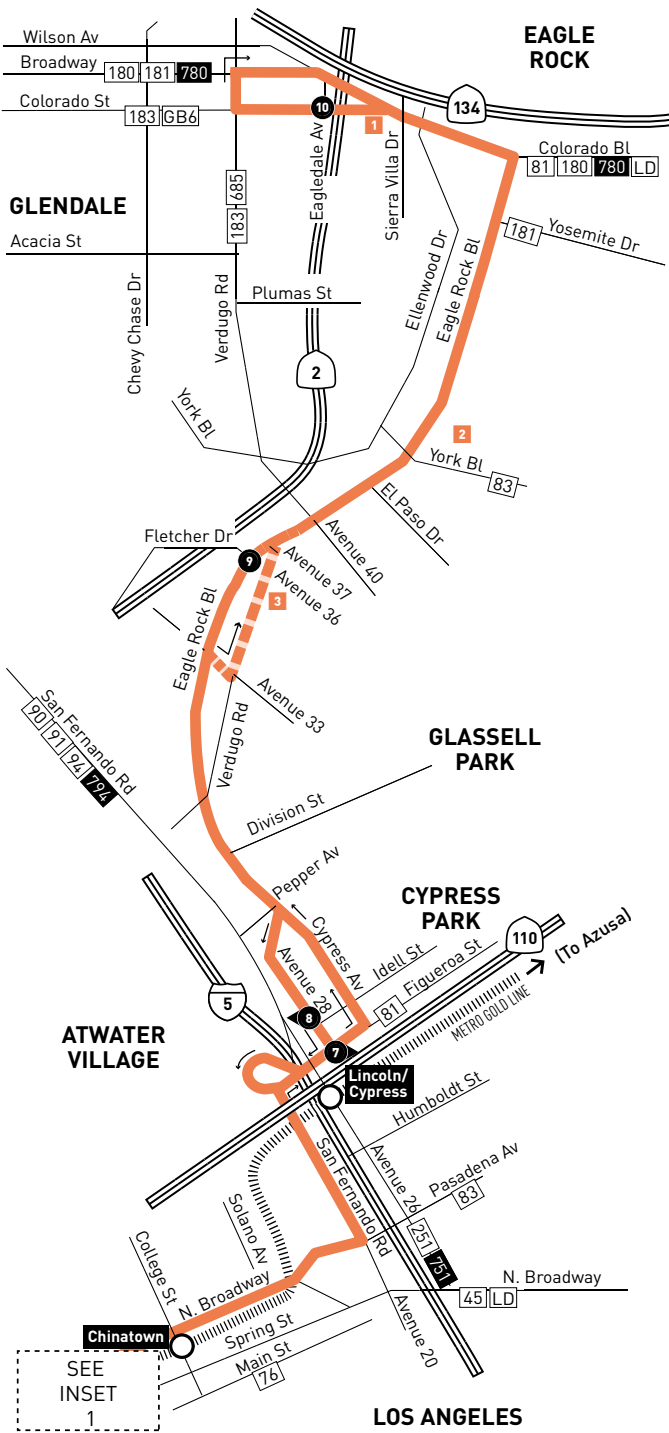 EAGLE
ROCK
Wilson Av
Broadway
180 181 780
Colorado St
183 GB6
10
1
134
Colorado Bl
81 180 780 LD
Eagledale Av
Sierra Villa Dr
GLENDALE
183 685
Acacia St
181
Yosemite Dr
Ellenwood Dr
Eagle Rock Bl
Chevy Chase Dr
Verdugo Rd
Plumas St
2
York Bl
2
York Bl
83
El Paso Dr
Avenue 40
Fletcher Dr
9
Avenue 37
Avenue 36
3
Eagle Rock Bl
Avenue 33
Verdugo Rd
San Fernando Rd
90 91 94 794
GLASSELL
PARK
Division St
Pepper Av
CYPRESS
PARK
Cypress Av
Avenue 28
Idell St
Figueroa St
81
110
(To Azusa)
METRO GOLD LINE
5
8
7
ATWATER
VILLAGE
Lincoln/
Cypress
Humboldt St
San Fernando Rd
Avenue 26
251 751
Pasadena Av
83
Solano Av
College St
N. Broadway
N. Broadway
45 LD
Avenue 20
Chinatown
Spring St
Main St
76
SEE
INSET
1
LOS ANGELES